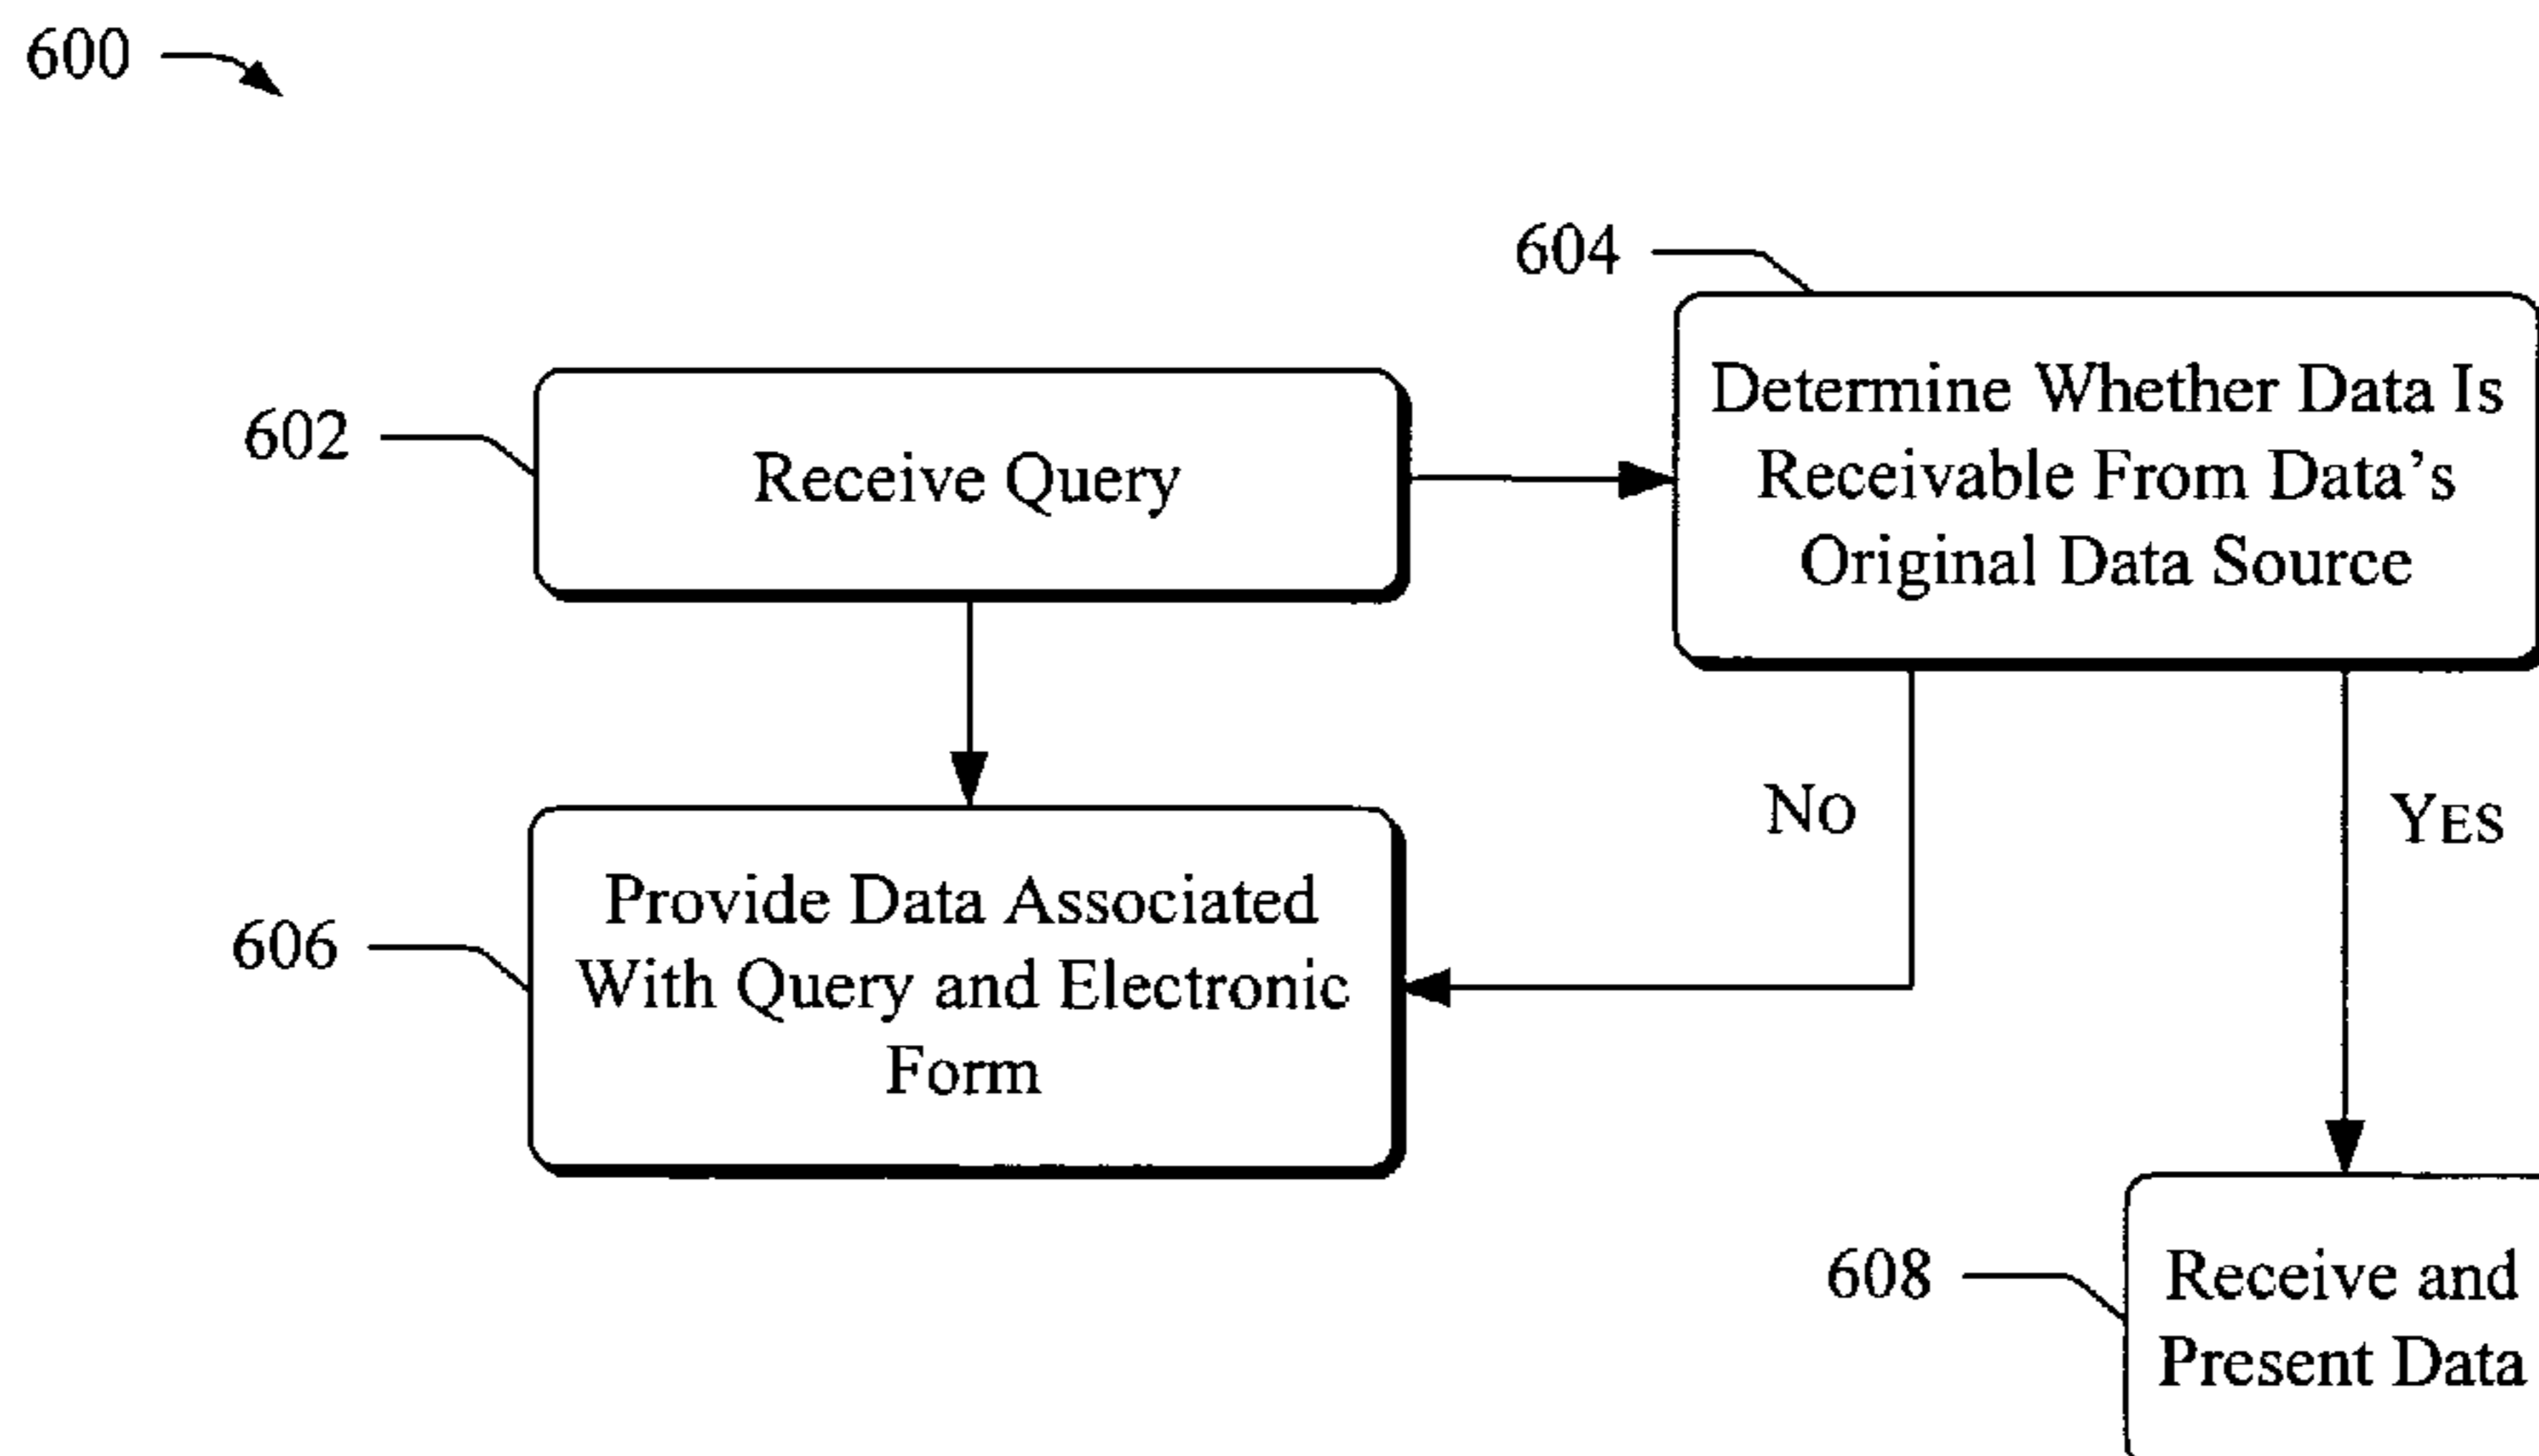 600
604
Determine Whether Data Is
Receivable From Data’s
Original Data Source
602
Receive Query
NO
YES
606
Provide Data Associated
With Query and Electronic
Form
608
Receive and
Present Data